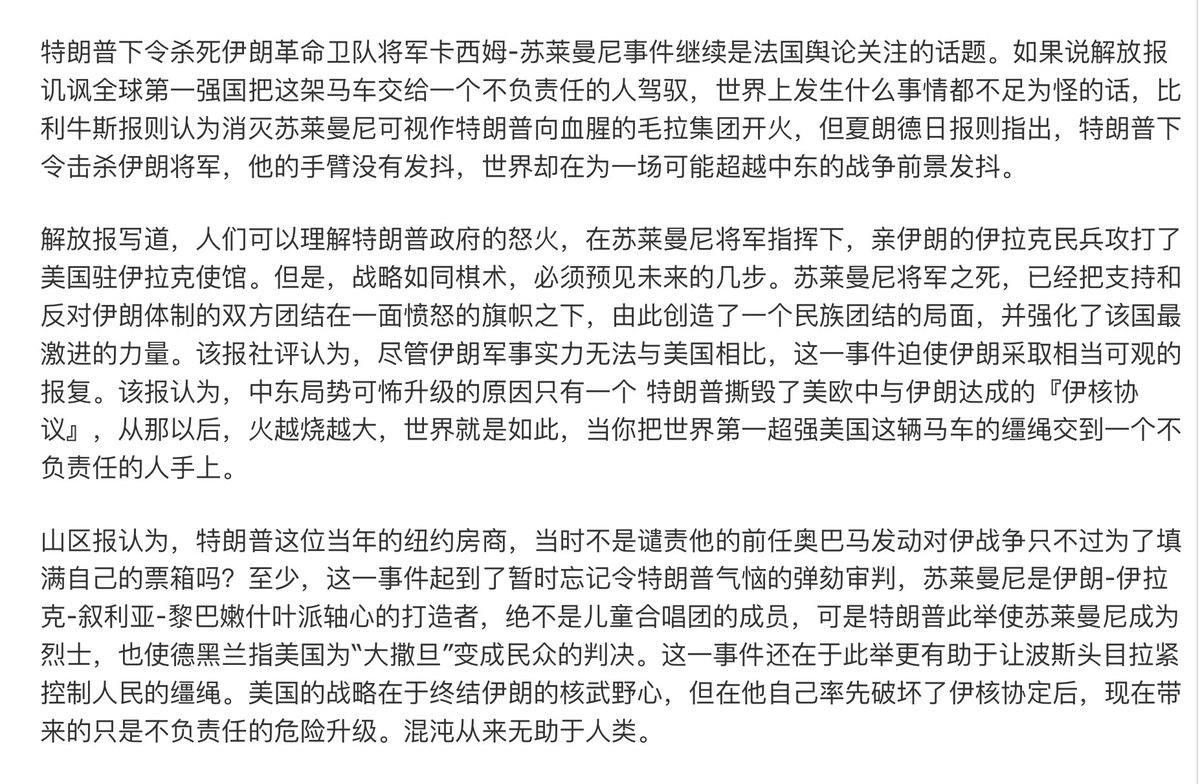 特朗普下令杀死伊朗革命卫队将军卡西姆-苏莱曼尼事件继续是法国舆论关注的话题。如果说解放报
讥讽全球第一强国把这架马车交给一个不负责任的人驾驭，世界上发生什么事情都不足为怪的话，比
利牛斯报则认为消灭苏莱曼尼可视作特朗普向血腥的毛拉集团开火，但夏朗德日报则指出，特朗普下
令击杀伊朗将军，他的手臂没有发抖，世界却在为一场可能超越中东的战争前景发抖。
解放报写道，人们可以理解特朗普政府的怒火，在苏莱曼尼将军指挥下，亲伊朗的伊拉克民兵攻打了
美国驻伊拉克使馆。但是，战略如同棋术，必须预见未来的几步。苏莱曼尼将军之死，已经把支持和
反对伊朗体制的双方团结在一面愤怒的旗帜之下，由此创造了一个民族团结的局面，并强化了该国最
激进的力量。该报社评认为，尽管伊朗军事实力无法与美国相比，这一事件迫使伊朗采取相当可观的
报复。该报认为，中东局势可怖升级的原因只有一个 特朗普撕毁了美欧中与伊朗达成的『伊核协
议』，从那以后，火越烧越大，世界就是如此，当你把世界第一超强美国这辆马车的缰绳交到一个不
负责任的人手上。
山区报认为，特朗普这位当年的纽约房商，当时不是谴责他的前任奥巴马发动对伊战争只不过为了填
满自己的票箱吗？至少，这一事件起到了暂时忘记令特朗普气恼的弹劾审判，苏莱曼尼是伊朗-伊拉
克-叙利亚-黎巴嫩什叶派轴心的打造者，绝不是儿童合唱团的成员，可是特朗普此举使苏莱曼尼成为
烈士，也使德黑兰指美国为“大撒旦”变成民众的判决。这一事件还在于此举更有助于让波斯头目拉紧
控制人民的缰绳。美国的战略在于终结伊朗的核武野心，但在他自己率先破坏了伊核协定后，现在带
来的只是不负责任的危险升级。混沌从来无助于人类。